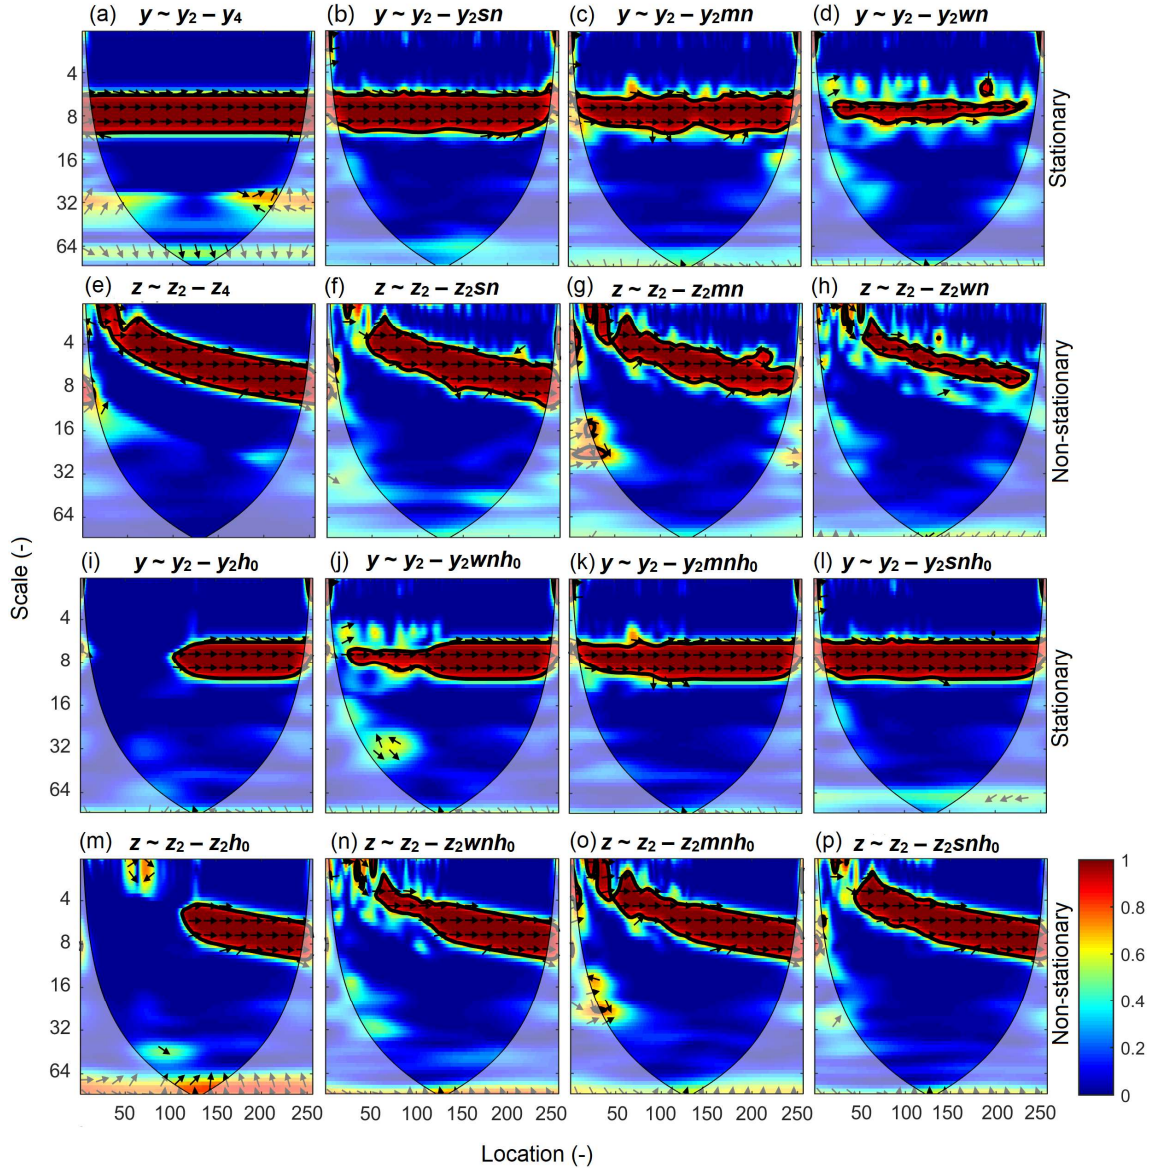 (a) y ~ y₂ − y₄ (b) y ~ y₂ − y₂sn (c) y ~ y₂ − y₂mn (d) y ~ y₂ − y₂wn
4
8
16
32
64
Stationary
(e) z ~ z₂ − z₄ (f) z ~ z₂ − z₂sn (g) z ~ z₂ − z₂mn (h) z ~ z₂ − z₂wn
4
8
16
32
64
Non-stationary
Scale (-)
(i) y ~ y₂ − y₂h₀ (j) y ~ y₂ − y₂wnh₀ (k) y ~ y₂ − y₂mnh₀ (l) y ~ y₂ − y₂snh₀
4
8
16
32
64
Stationary
(m) z ~ z₂ − z₂h₀ (n) z ~ z₂ − z₂wnh₀ (o) z ~ z₂ − z₂mnh₀ (p) z ~ z₂ − z₂snh₀
4
8
16
32
64
Non-stationary
1
0.8
0.6
0.4
0.2
0
50 100 150 200 250 50 100 150 200 250 50 100 150 200 250 50 100 150 200 250
Location (-)